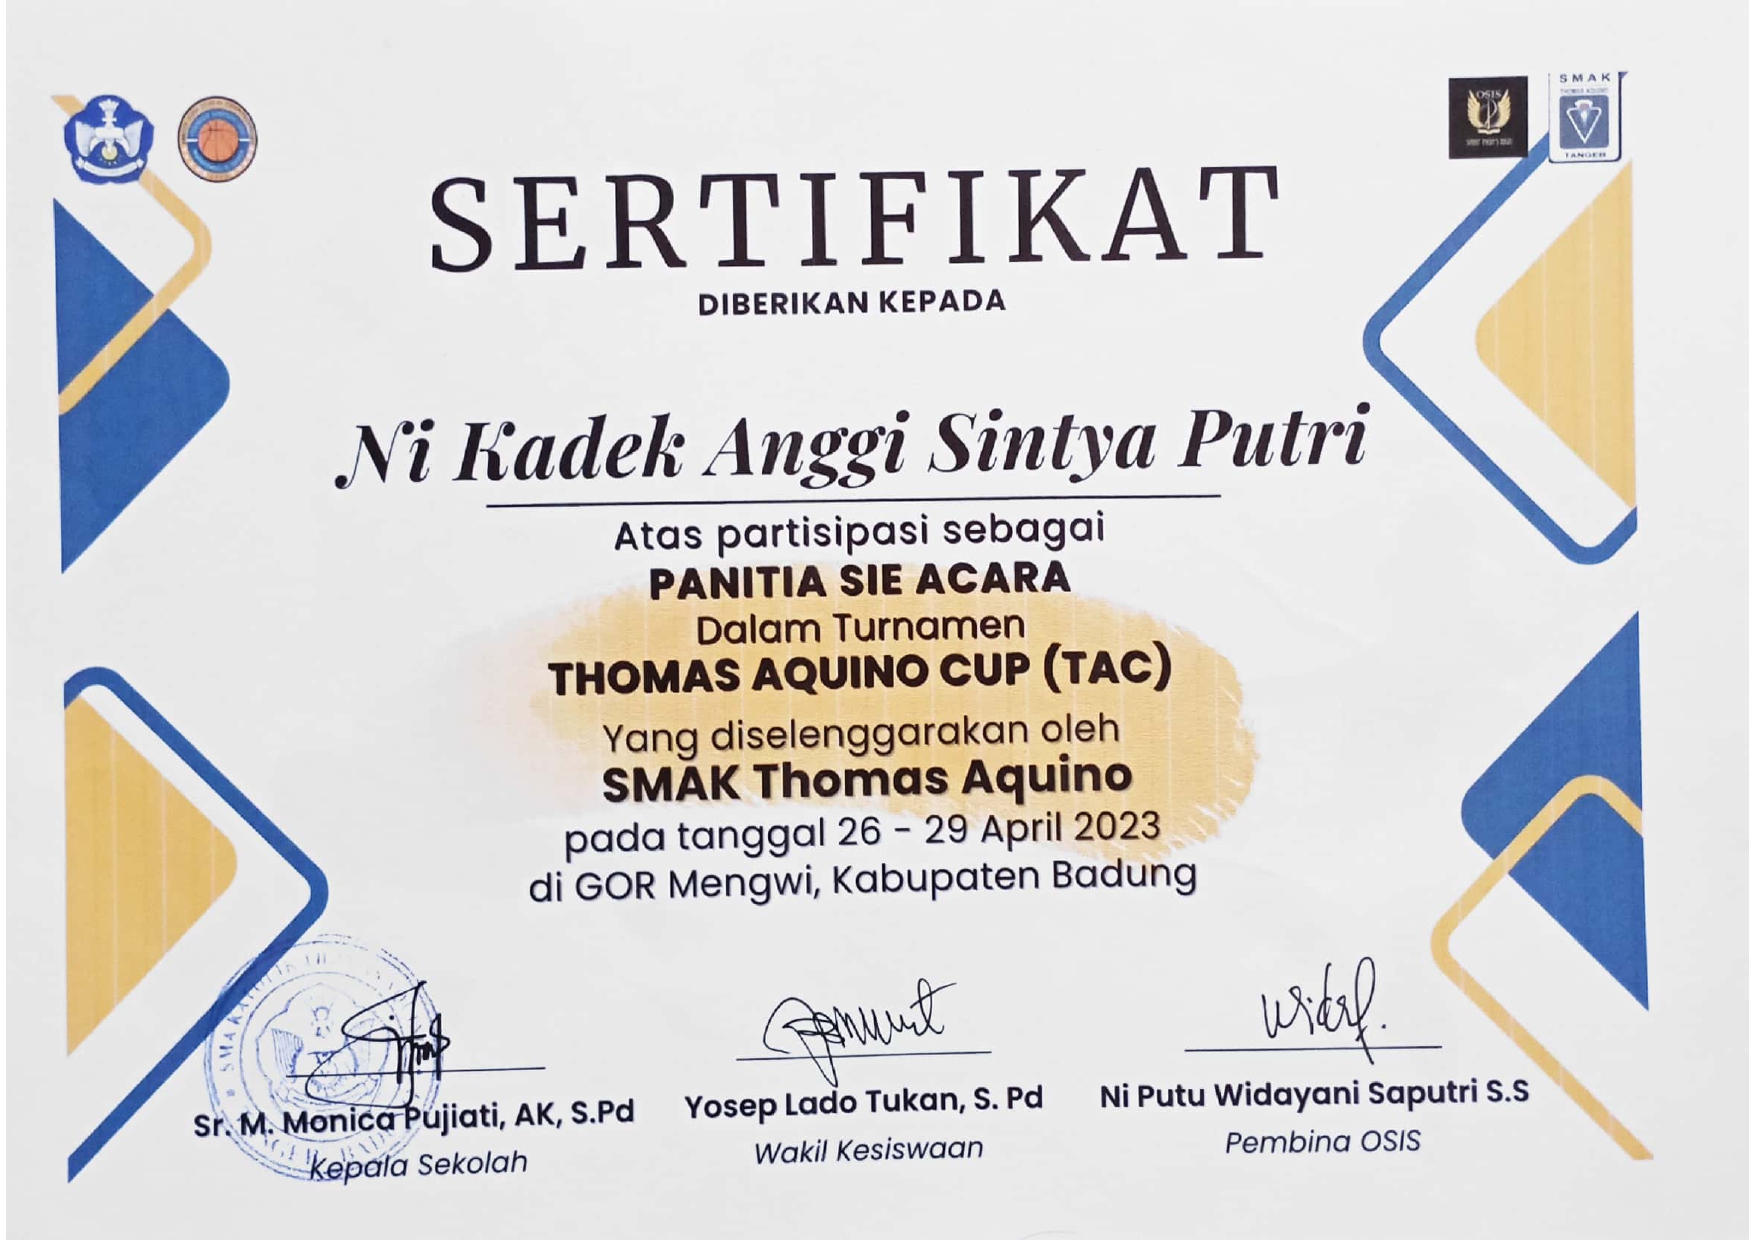 SMAK
THOMAS AQUINO
TANGEB
OSIS
SERTIFIKAT
DIBERIKAN KEPADA
Ni Kadek Anggi Sintya Putri
Atas partisipasi sebagai
PANITIA SIE ACARA
Dalam Turnamen
THOMAS AQUINO CUP (TAC)
Yang diselenggarakan oleh
SMAK Thomas Aquino
pada tanggal 26 - 29 April 2023
di GOR Mengwi, Kabupaten Badung
Sr. M. Monica Pujiati, AK, S.Pd
Kepala Sekolah
Yosep Lado Tukan, S. Pd
Wakil Kesiswaan
Ni Putu Widayani Saputri S.S
Pembina OSIS